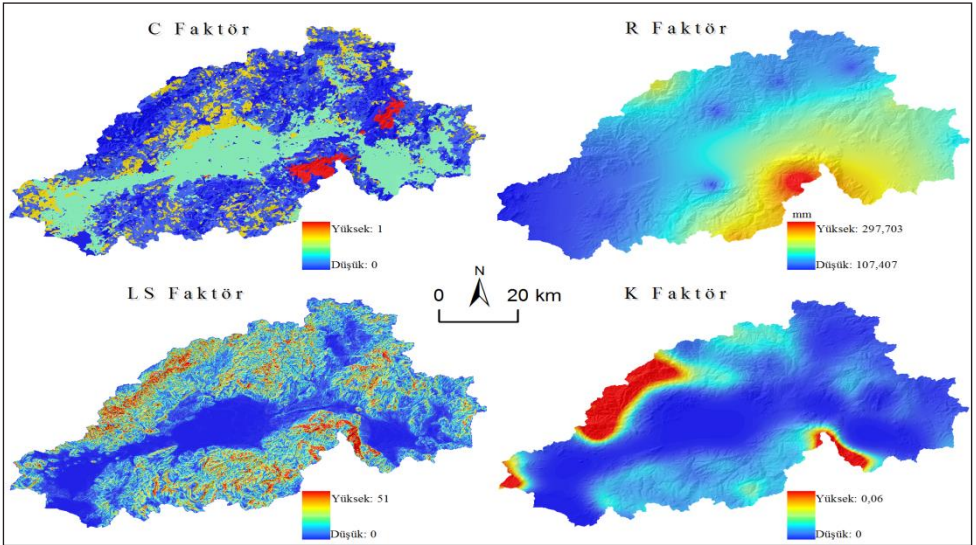 C Faktör
Yüksek: 1
Düşük: 0
R Faktör
mm
Yüksek: 297,703
Düşük: 107,407
N
0 20 km
LS Faktör
Yüksek: 51
Düşük: 0
K Faktör
Yüksek: 0,06
Düşük: 0